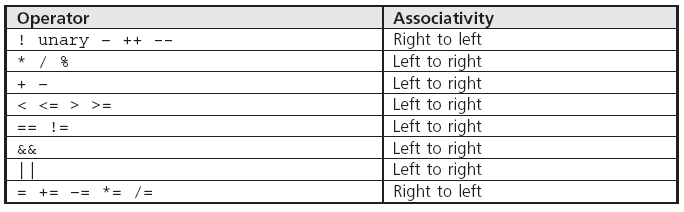 Operator Associativity
! unary - ++ -- Right to left
* / % Left to right
+ - Left to right
< <= > >= Left to right
== != Left to right
&& Left to right
|| Left to right
= += -= *= /= Right to left